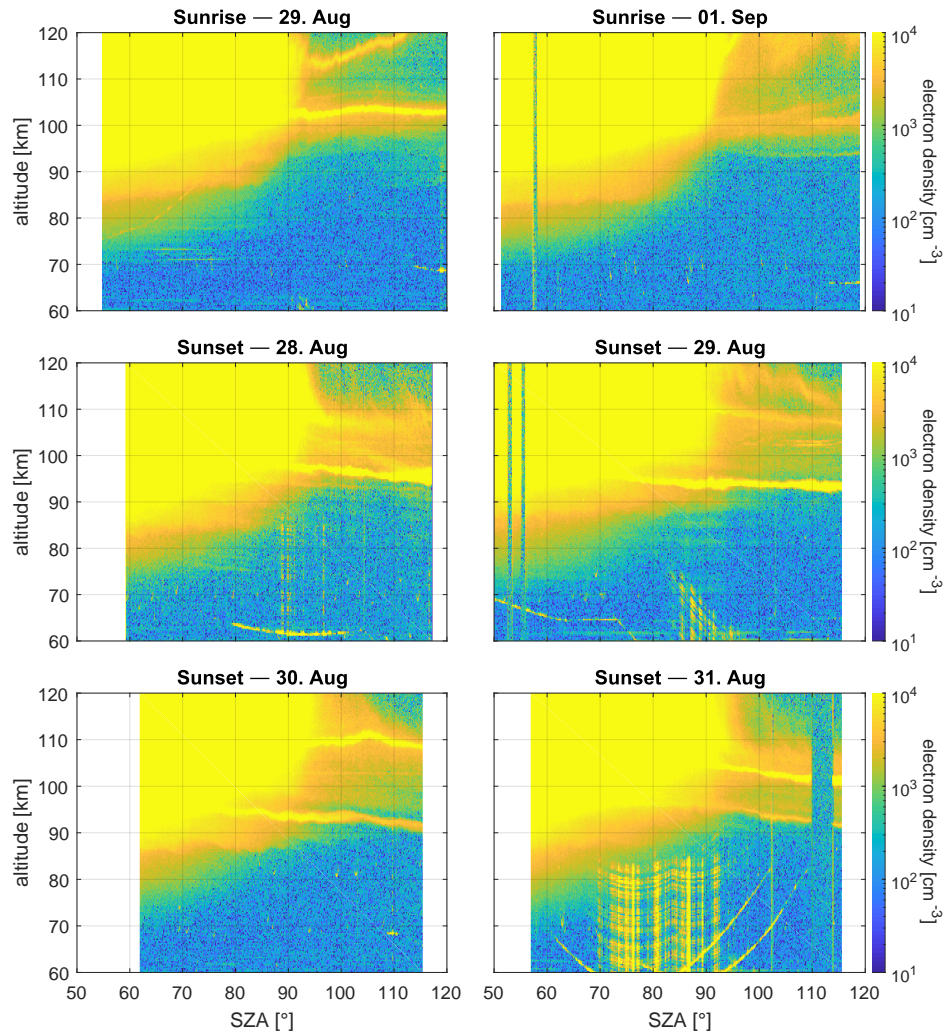 Sunrise — 29. Aug
Sunrise — 01. Sep
120
110
100
90
80
70
60
altitude [km]
10^4
10^3
10^2
10^1
electron density [cm^-3]
Sunset — 28. Aug
Sunset — 29. Aug
120
110
100
90
80
70
60
altitude [km]
10^4
10^3
10^2
10^1
electron density [cm^-3]
Sunset — 30. Aug
Sunset — 31. Aug
120
110
100
90
80
70
60
altitude [km]
10^4
10^3
10^2
10^1
electron density [cm^-3]
50 60 70 80 90 100 110 120
50 60 70 80 90 100 110 120
SZA [°]
SZA [°]